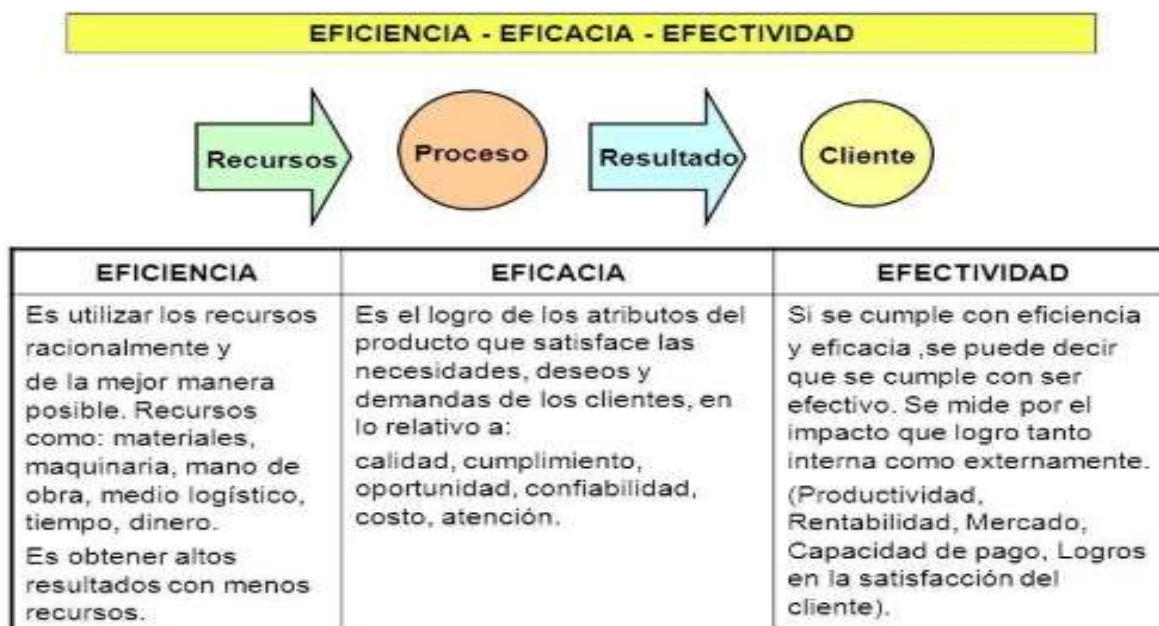 EFICIENCIA - EFICACIA - EFECTIVIDAD
Recursos
Proceso
Resultado
Cliente
EFICIENCIA
Es utilizar los recursos
racionalmente y
de la mejor manera
posible. Recursos
como: materiales,
maquinaria, mano de
obra, medio logístico,
tiempo, dinero.
Es obtener altos
resultados con menos
recursos.
EFICACIA
Es el logro de los atributos del
producto que satisface las
necesidades, deseos y
demandas de los clientes, en
lo relativo a:
calidad, cumplimiento,
oportunidad, confiabilidad,
costo, atención.
EFECTIVIDAD
Si se cumple con eficiencia
y eficacia ,se puede decir
que se cumple con ser
efectivo. Se mide por el
impacto que logro tanto
interna como externamente.
(Productividad,
Rentabilidad, Mercado,
Capacidad de pago, Logros
en la satisfacción del
cliente).